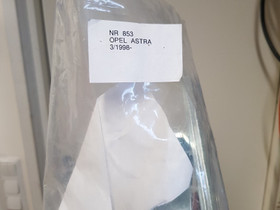 NR 853
OPEL ASTRA
3/1998-